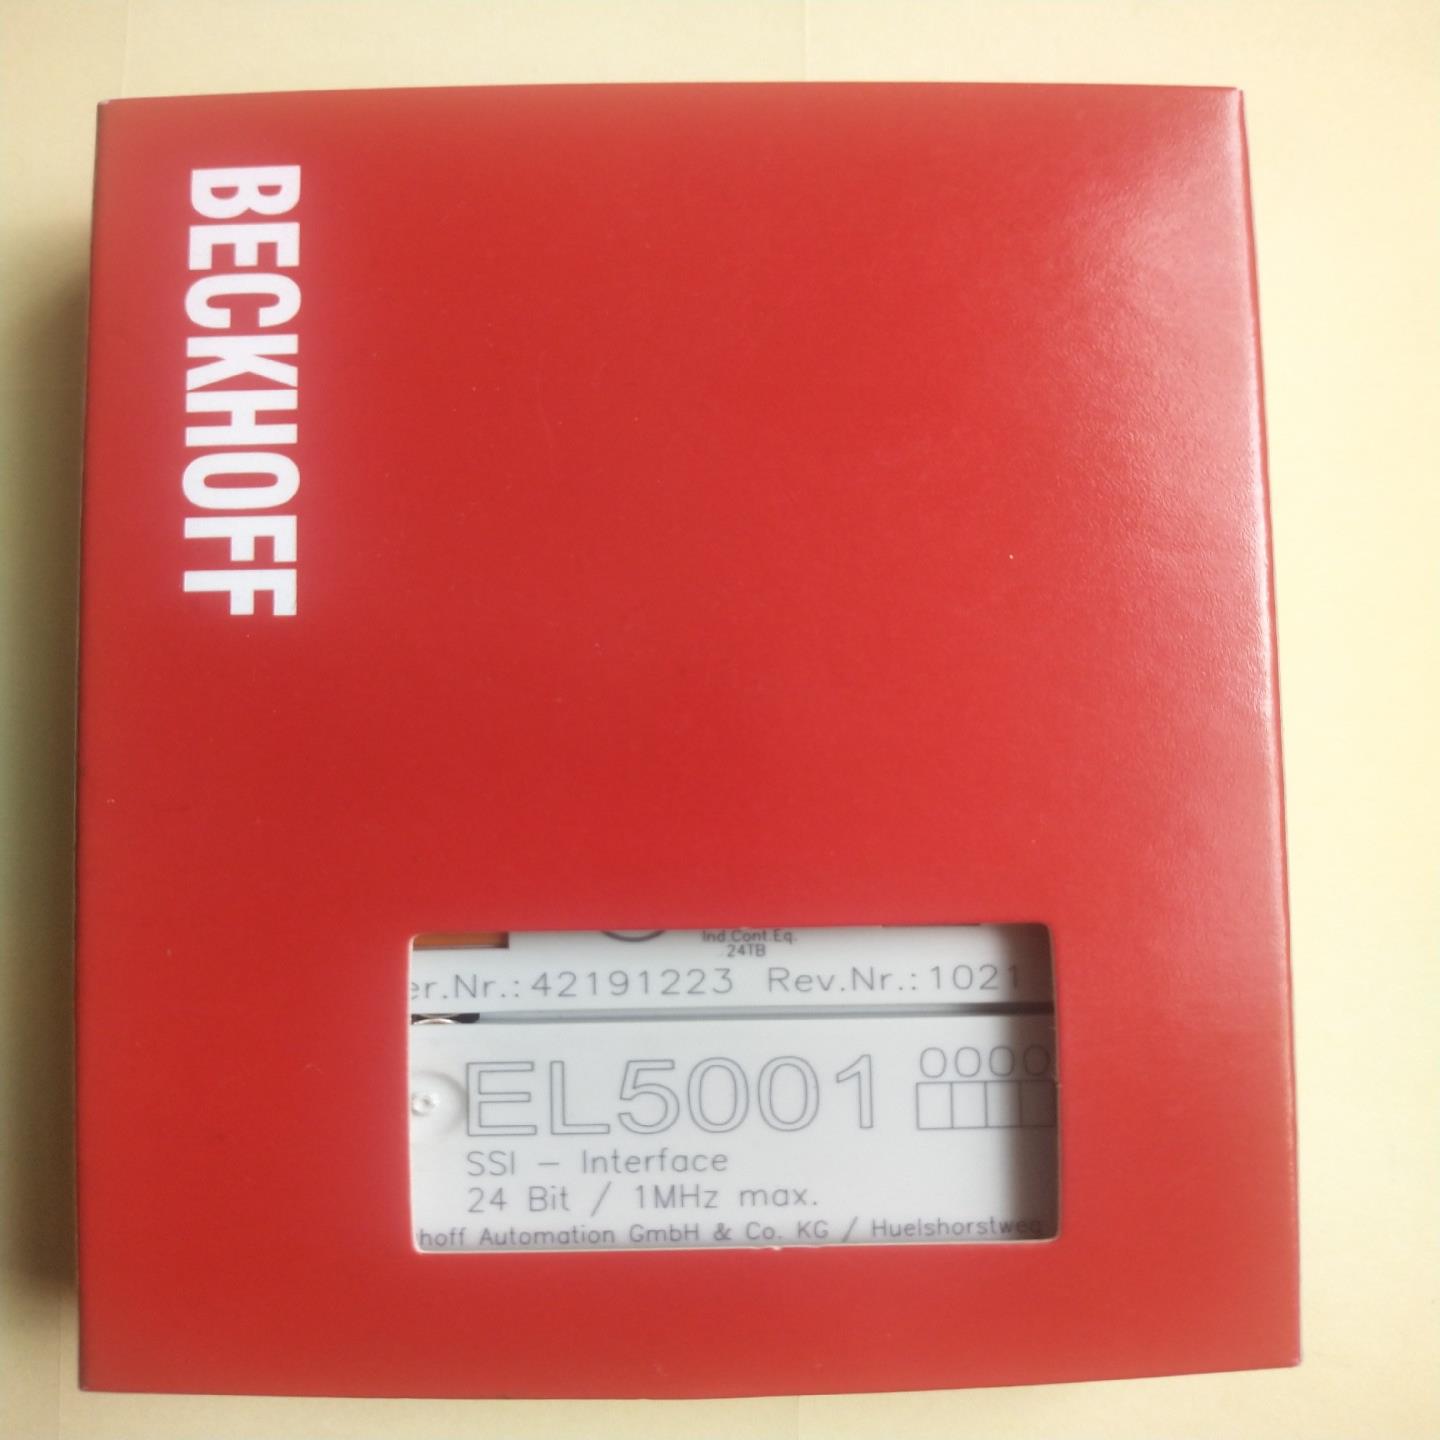 BECKHOFF
Ind.Cont.Eq.
24TB
er.Nr.: 42191223 Rev.Nr.: 1021
EL5001 0000
SSI - Interface
24 Bit / 1MHz max.
hoff Automation GmbH & Co. KG / Huelshorstweg